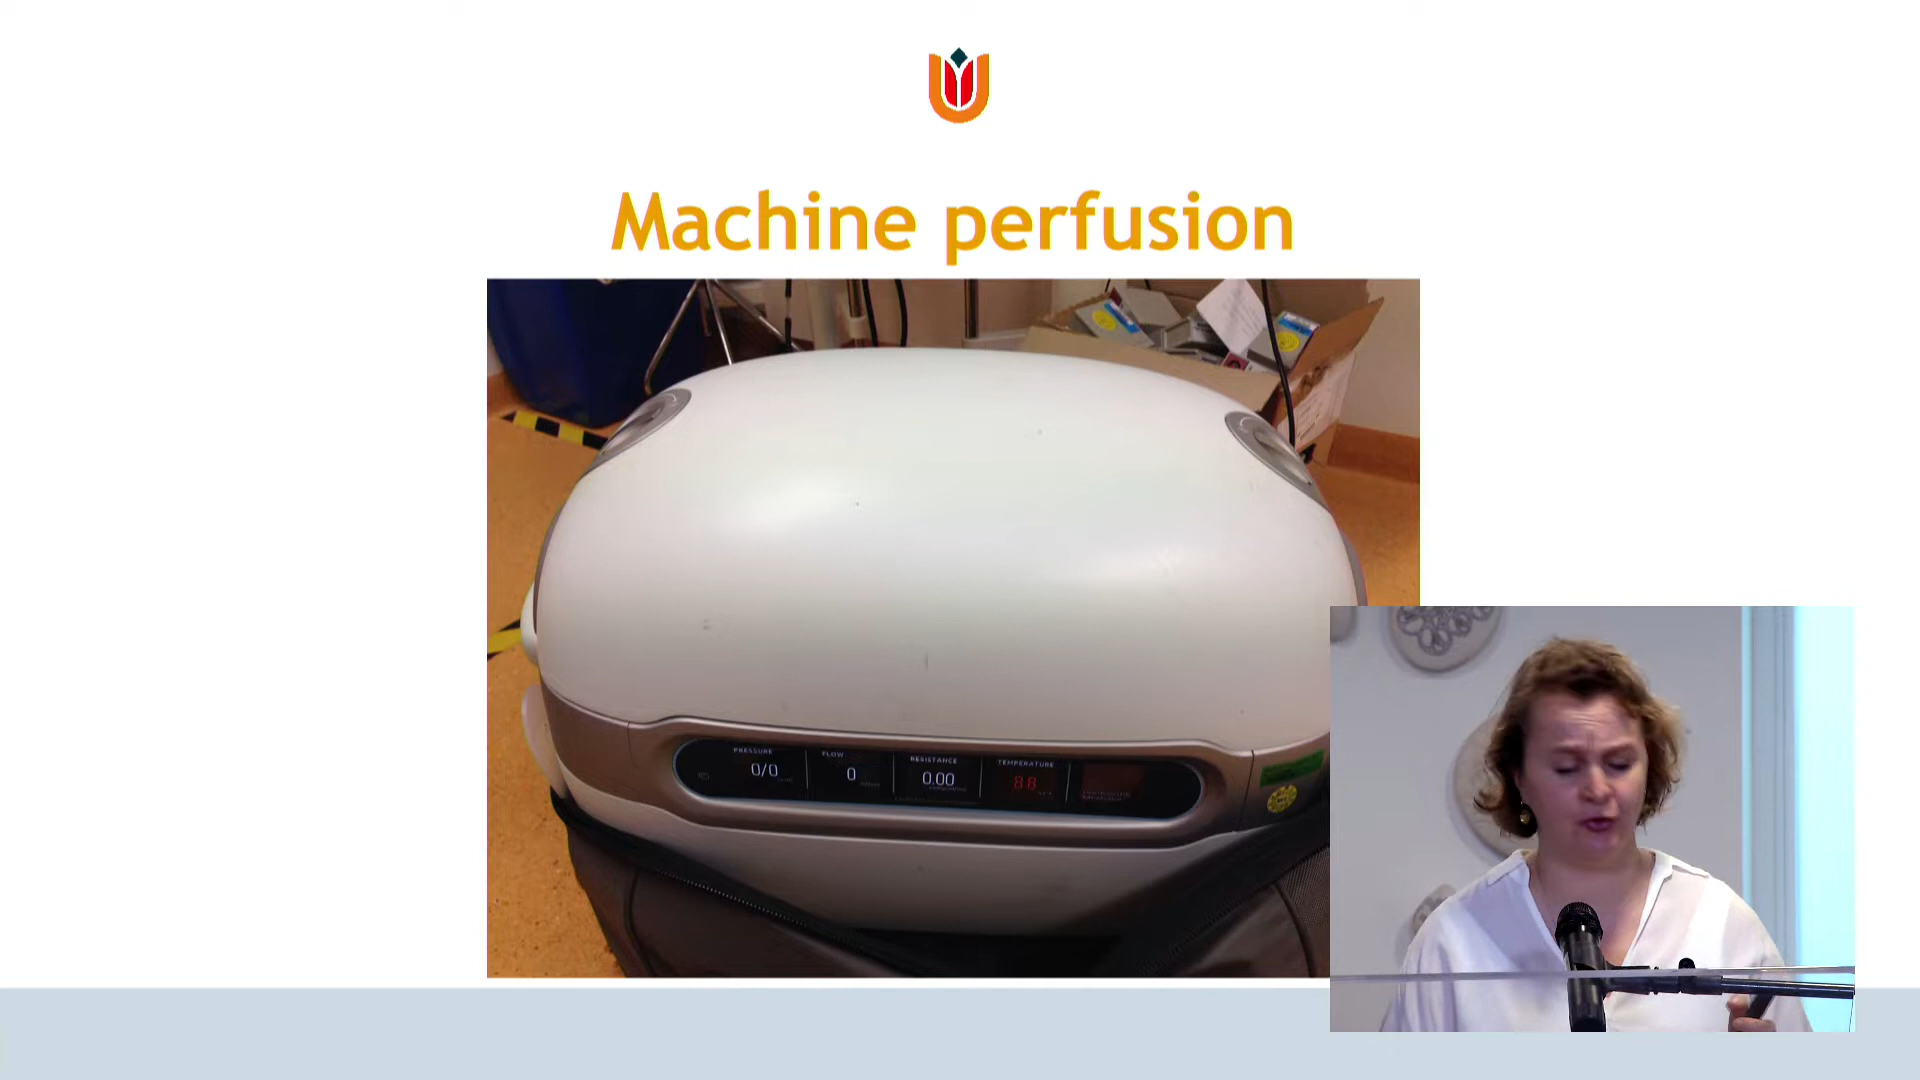 Machine perfusion
PRESSURE
0/0
FLOW
0
RESISTANCE
0.00
TEMPERATURE
8.8